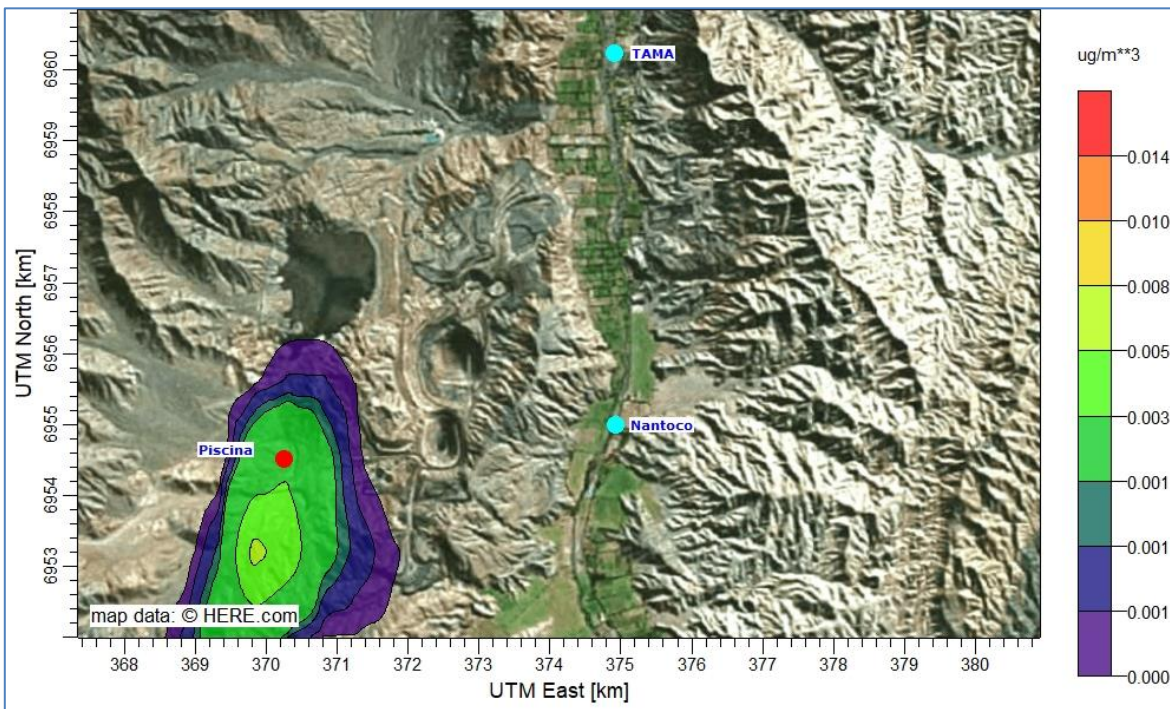 ug/m**3
TAMA
Nantoco
Piscina
map data: © HERE.com
UTM North [km]
6960
6959
6958
6957
6956
6955
6954
6953
368 369 370 371 372 373 374 375 376 377 378 379 380
UTM East [km]
0.014
0.010
0.008
0.005
0.003
0.001
0.001
0.001
0.000